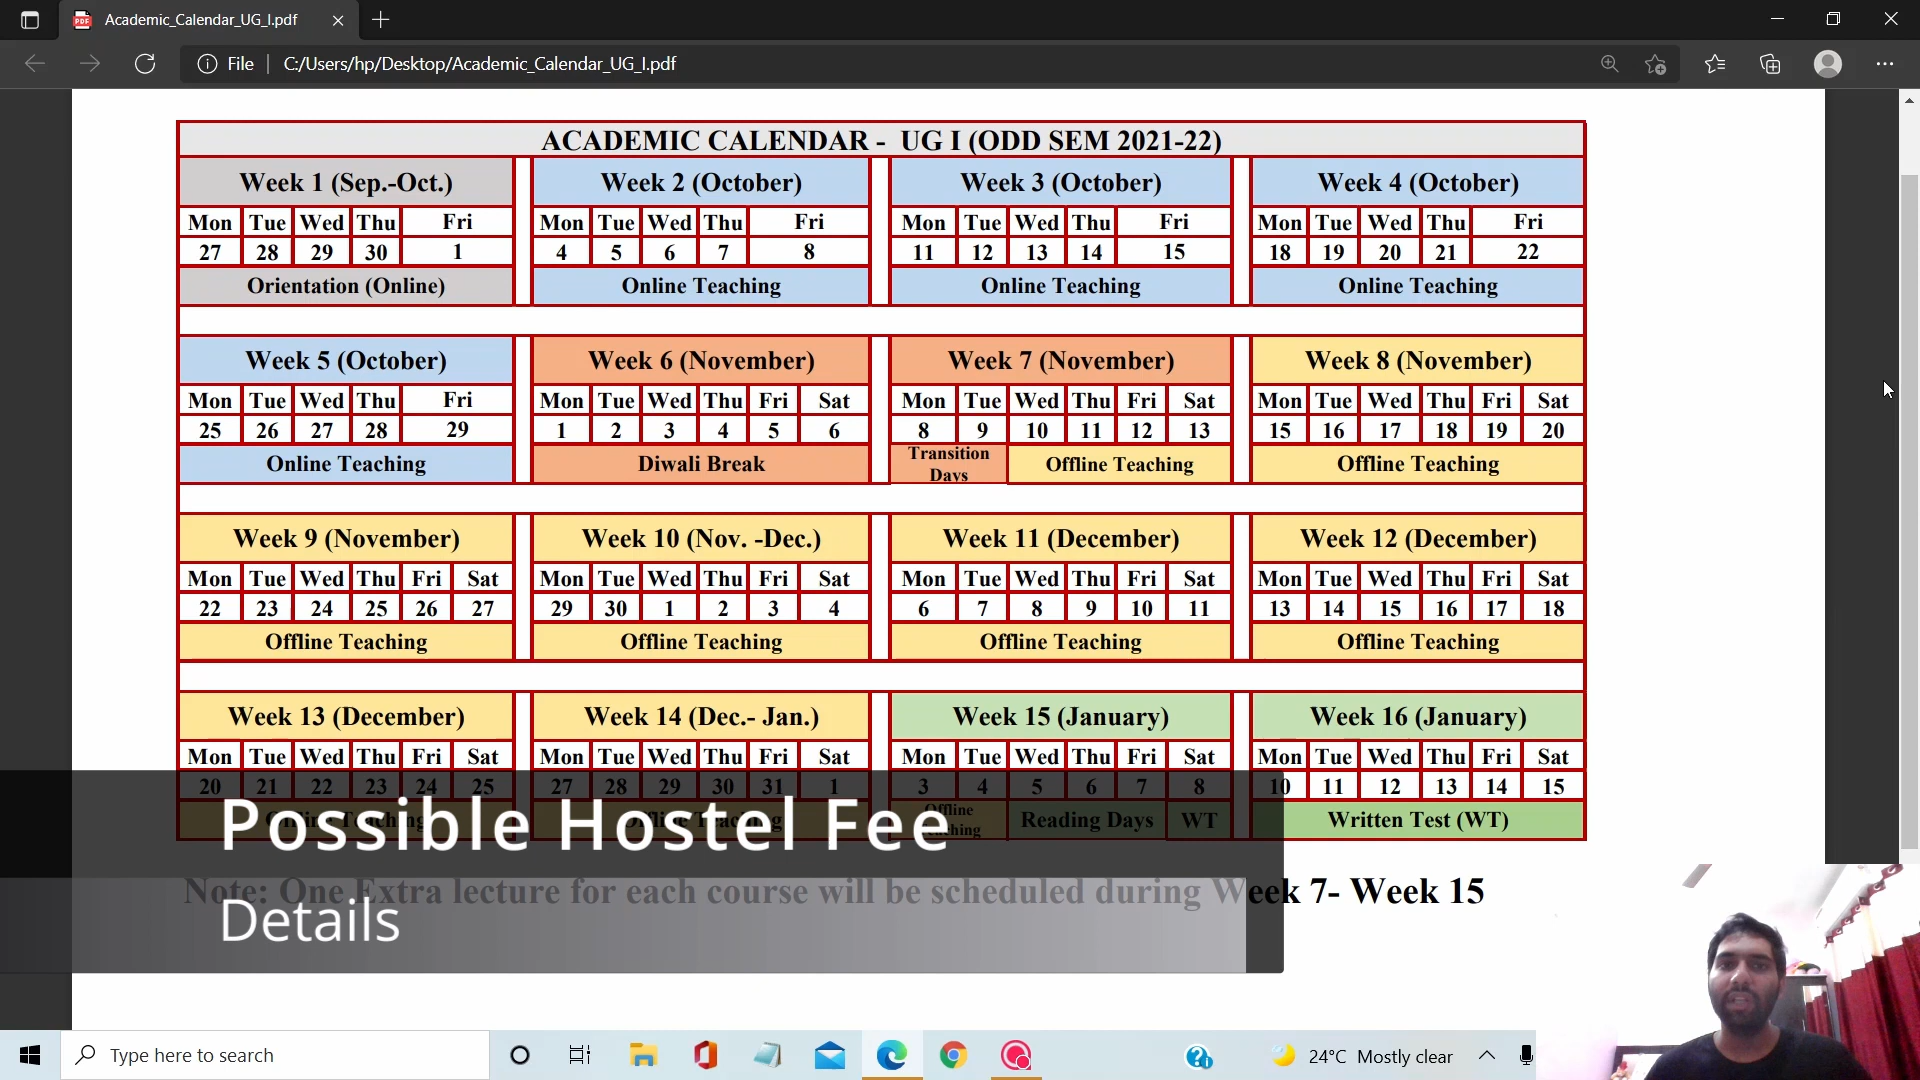 Academic_Calendar_UG_I.pdf
File | C:/Users/hp/Desktop/Academic_Calendar_UG_I.pdf
ACADEMIC CALENDAR - UG I (ODD SEM 2021-22)
Week 1 (Sep.-Oct.) Week 2 (October) Week 3 (October) Week 4 (October)
Mon Tue Wed Thu Fri Mon Tue Wed Thu Fri Mon Tue Wed Thu Fri Mon Tue Wed Thu Fri
27 28 29 30 1 4 5 6 7 8 11 12 13 14 15 18 19 20 21 22
Orientation (Online) Online Teaching Online Teaching Online Teaching
Week 5 (October) Week 6 (November) Week 7 (November) Week 8 (November)
Mon Tue Wed Thu Fri Mon Tue Wed Thu Fri Sat Mon Tue Wed Thu Fri Sat Mon Tue Wed Thu Fri Sat
25 26 27 28 29 1 2 3 4 5 6 8 9 10 11 12 13 15 16 17 18 19 20
Online Teaching Diwali Break Transition Days Offline Teaching Offline Teaching
Week 9 (November) Week 10 (Nov. -Dec.) Week 11 (December) Week 12 (December)
Mon Tue Wed Thu Fri Sat Mon Tue Wed Thu Fri Sat Mon Tue Wed Thu Fri Sat Mon Tue Wed Thu Fri Sat
22 23 24 25 26 27 29 30 1 2 3 4 6 7 8 9 10 11 13 14 15 16 17 18
Offline Teaching Offline Teaching Offline Teaching Offline Teaching
Week 13 (December) Week 14 (Dec.- Jan.) Week 15 (January) Week 16 (January)
Mon Tue Wed Thu Fri Sat Mon Tue Wed Thu Fri Sat Mon Tue Wed Thu Fri Sat Mon Tue Wed Thu Fri Sat
20 21 22 23 24 25 27 28 29 30 31 1 3 4 5 6 7 8 10 11 12 13 14 15
Offline Teaching Offline Teaching Offline Teaching Reading Days WT Written Test (WT)
Possible Hostel Fee
Note: One Extra lecture for each course will be scheduled during Week 7- Week 15
Details
Type here to search
24°C Mostly clear